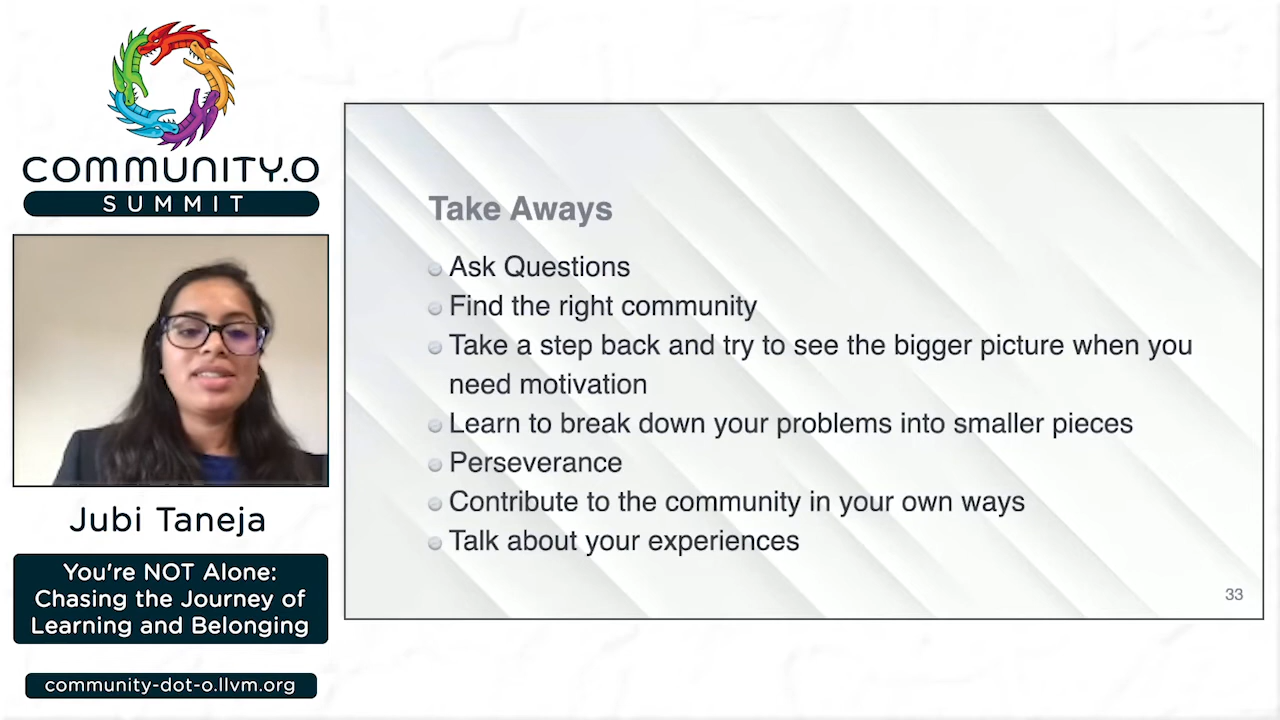 COMMUNITY.O
SUMMIT
Jubi Taneja
You're NOT Alone:
Chasing the Journey of
Learning and Belonging
community-dot-o.llvm.org
Take Aways
Ask Questions
Find the right community
Take a step back and try to see the bigger picture when you
need motivation
Learn to break down your problems into smaller pieces
Perseverance
Contribute to the community in your own ways
Talk about your experiences
33